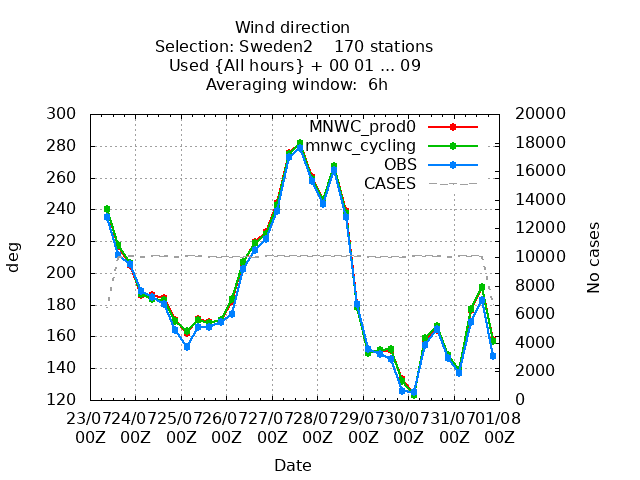 Wind direction
Selection: Sweden2 170 stations
Used {All hours} + 00 01 ... 09
Averaging window: 6h
300
280
260
240
220
200
180
160
140
120
deg
MNWC_prod0
mnwc_cycling
OBS
CASES
20000
18000
16000
14000
12000
10000
8000
6000
4000
2000
0
No cases
23/07 24/07 25/07 26/07 27/07 28/07 29/07 30/07 31/07 01/08
00Z 00Z 00Z 00Z 00Z 00Z 00Z 00Z 00Z 00Z
Date